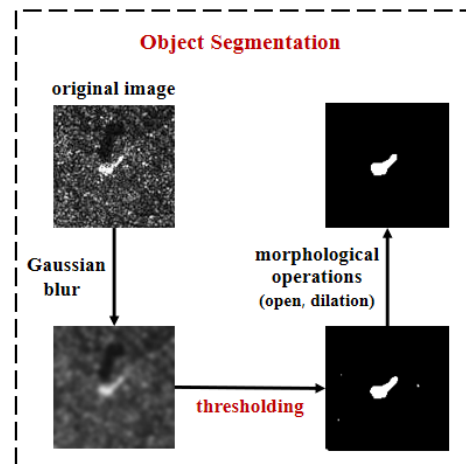 Object Segmentation
original image
Gaussian
blur
morphological
operations
(open, dilation)
thresholding